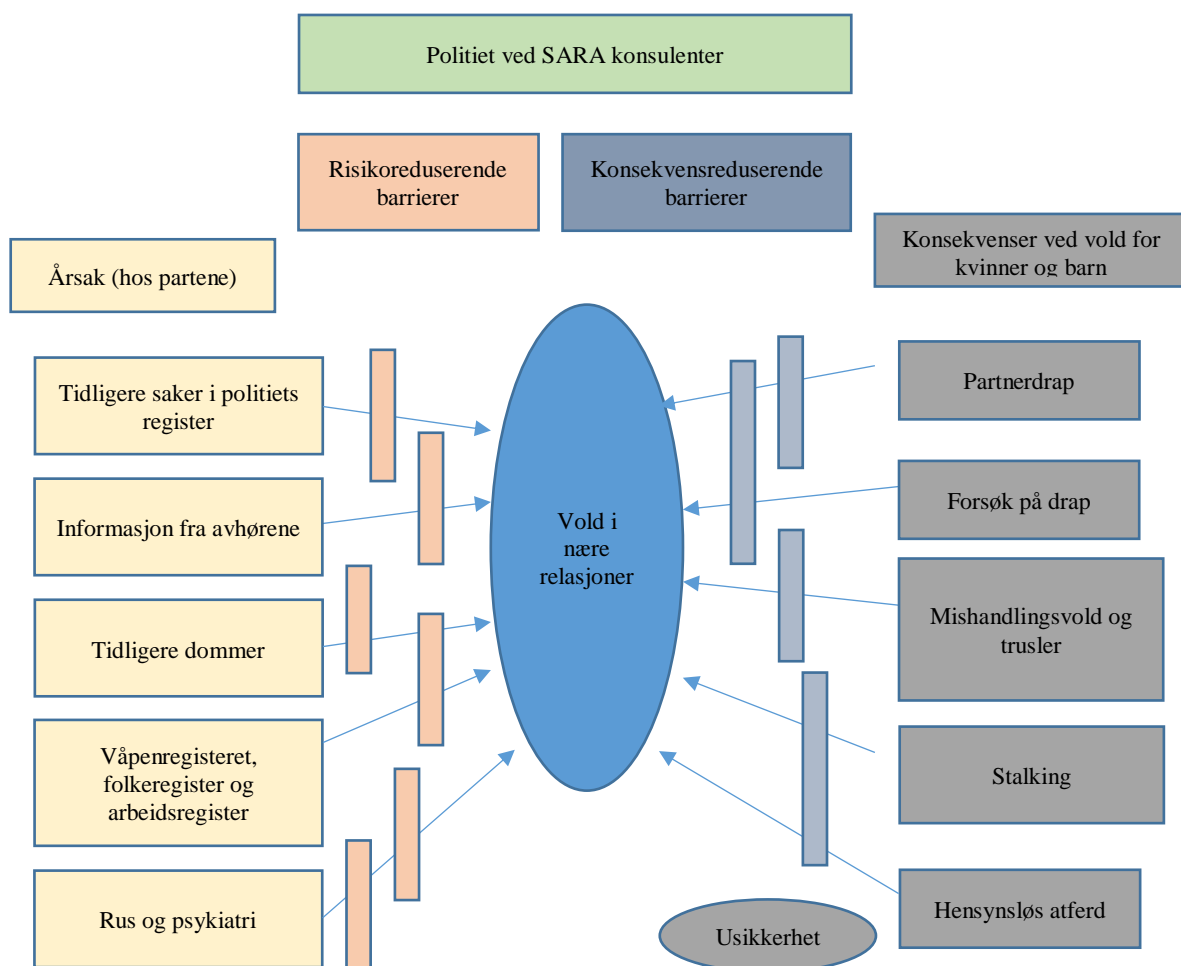 Politiet ved SARA konsulenter
Risikoreduserende
barrierer
Konsekvensreduserende
barrierer
Årsak (hos partene)
Konsekvenser ved vold for
kvinner og barn
Tidligere saker i politiets
register
Informasjon fra avhørene
Tidligere dommer
Våpenregisteret,
folkeregister og
arbeidsregister
Rus og psykiatri
Vold i
nære
relasjoner
Partnerdrap
Forsøk på drap
Mishandlingsvold og
trusler
Stalking
Hensynsløs atferd
Usikkerhet